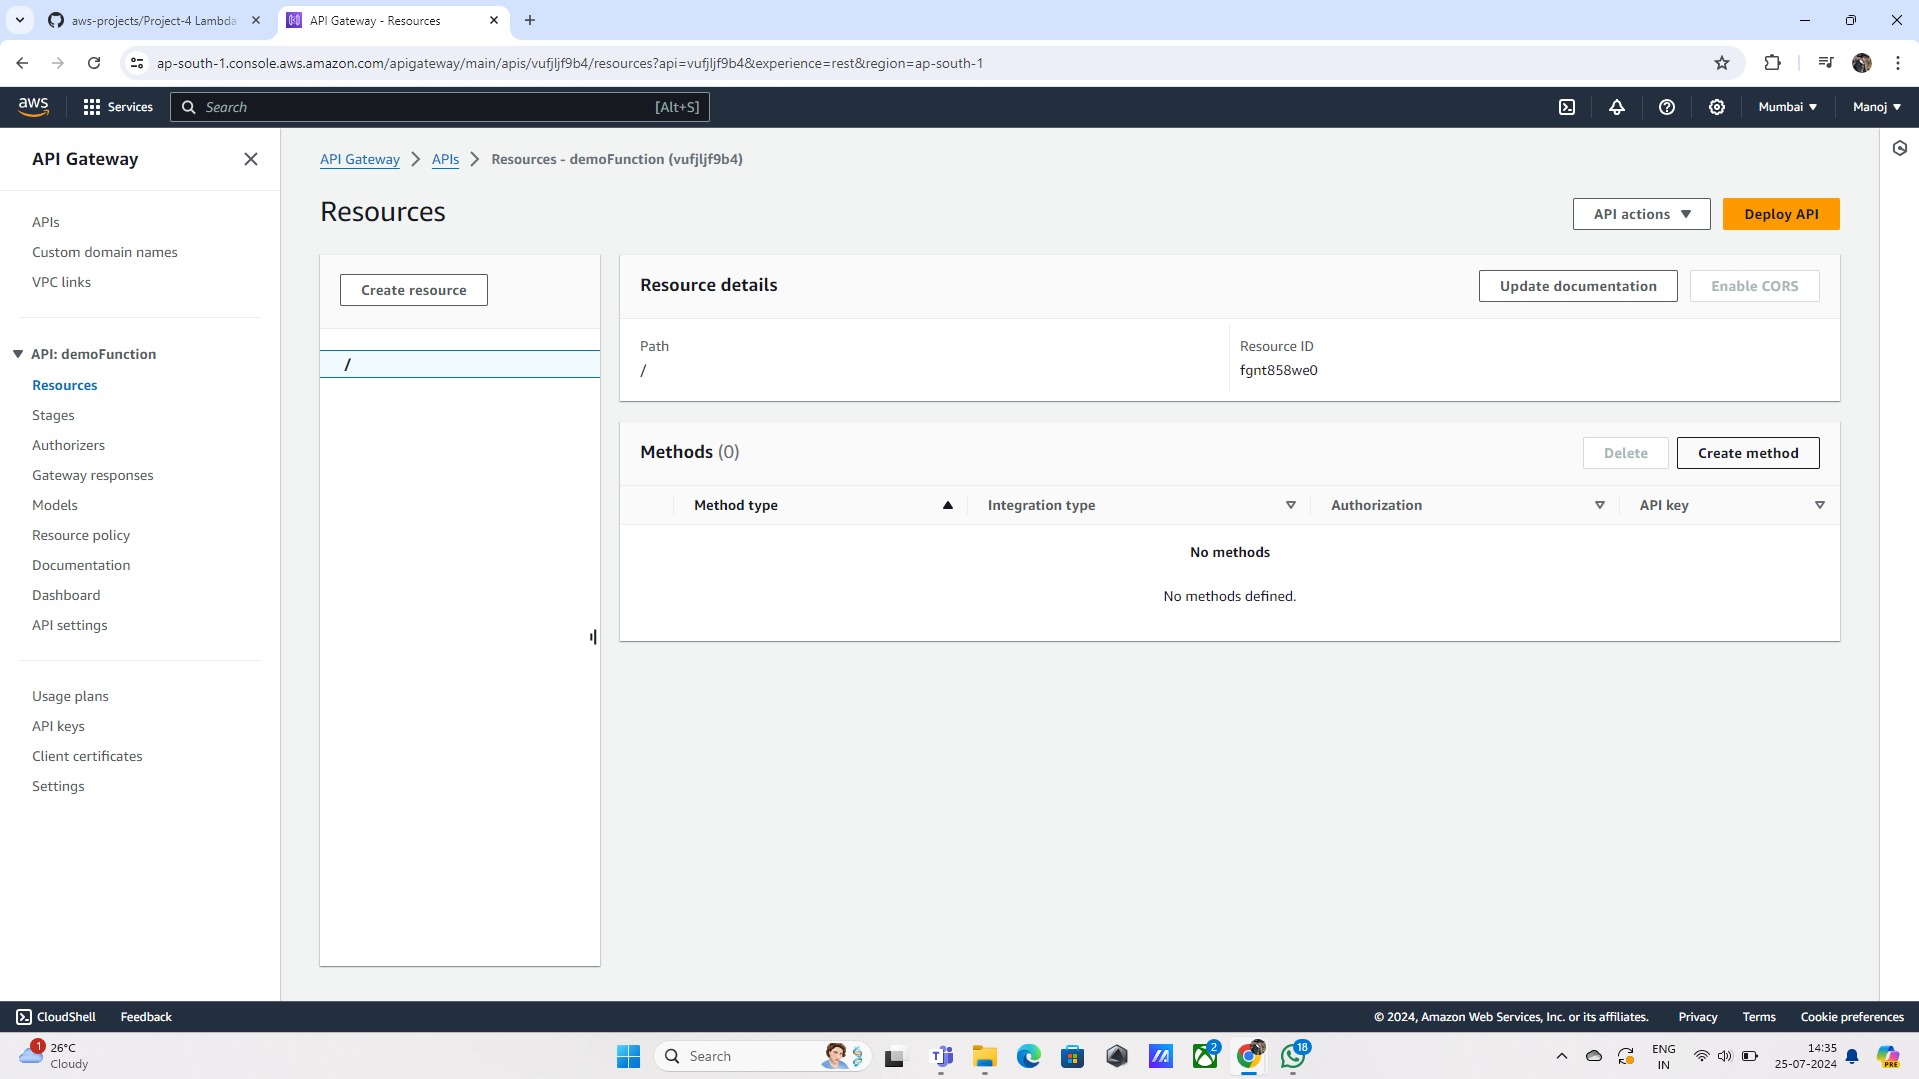 aws-projects/Project-4 Lambda
API Gateway - Resources
ap-south-1.console.aws.amazon.com/apigateway/main/apis/vufjljf9b4/resources?api=vufjljf9b4&experience=rest&region=ap-south-1
aws
Services
Search
[Alt+S]
Mumbai
Manoj
API Gateway
API Gateway
APIs
Resources - demoFunction (vufjljf9b4)
APIs
Custom domain names
VPC links
API: demoFunction
Resources
Stages
Authorizers
Gateway responses
Models
Resource policy
Documentation
Dashboard
API settings
Usage plans
API keys
Client certificates
Settings
Resources
API actions
Deploy API
Create resource
/
Resource details
Update documentation
Enable CORS
Path
/
Resource ID
fgnt858we0
Methods (0)
Delete
Create method
Method type
Integration type
Authorization
API key
No methods
No methods defined.
CloudShell
Feedback
© 2024, Amazon Web Services, Inc. or its affiliates.
Privacy
Terms
Cookie preferences
1
26°C
Cloudy
Search
2
18
ENG
IN
14:35
25-07-2024
PRE